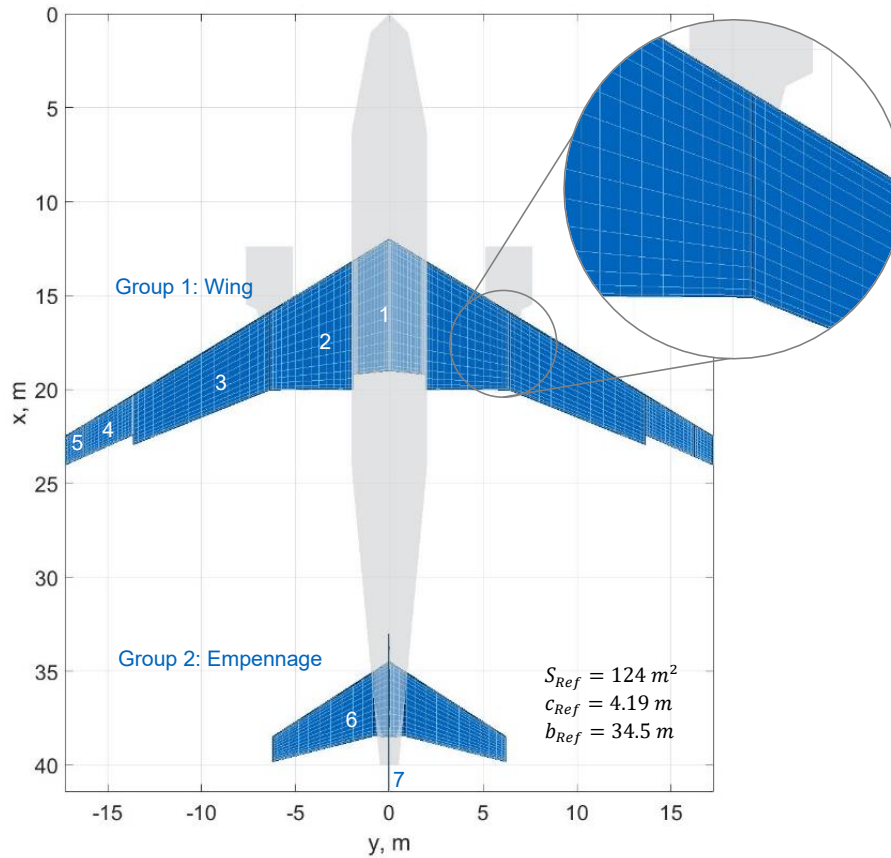 0
5
10
15
20
25
30
35
40
x, m
Group 1: Wing
1
2
3
4
5
Group 2: Empennage
6
7
S_Ref = 124 m²
c_Ref = 4.19 m
b_Ref = 34.5 m
-15 -10 -5 0 5 10 15
y, m